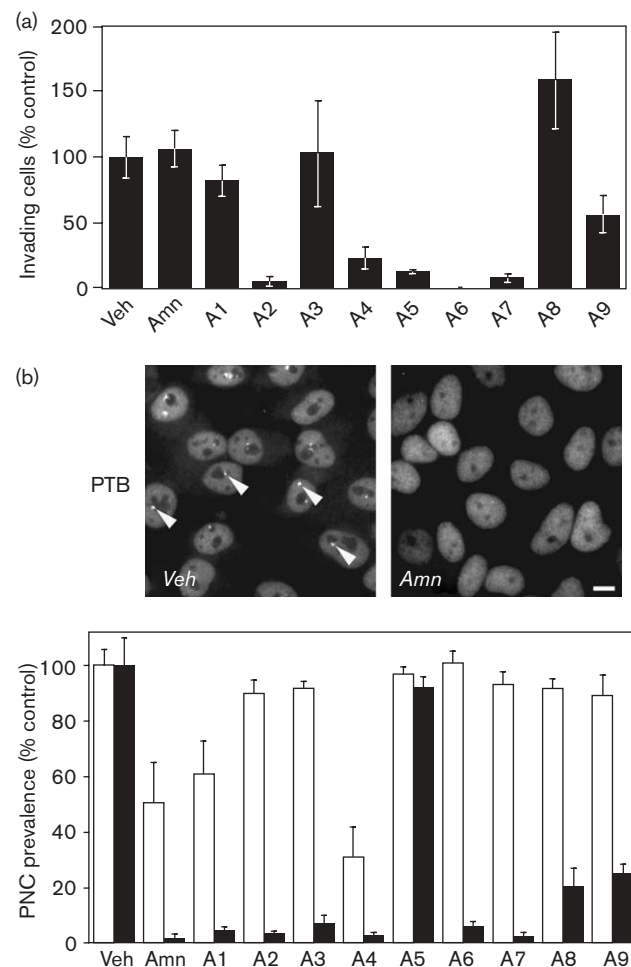 (a)
Invading cells (% control)
200
150
100
50
0
Veh Amn A1 A2 A3 A4 A5 A6 A7 A8 A9
(b)
PTB
Veh
Amn
PNC prevalence (% control)
100
80
60
40
20
0
Veh Amn A1 A2 A3 A4 A5 A6 A7 A8 A9